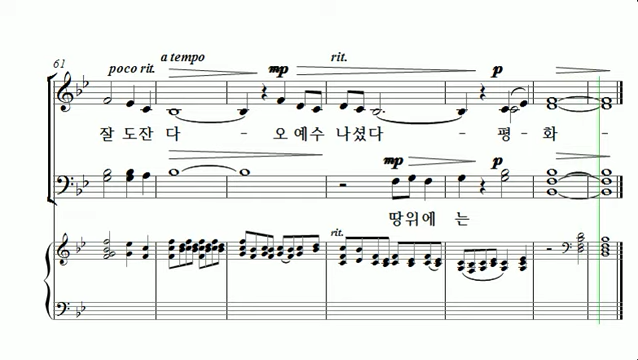 61
poco rit. a tempo mp rit. p
잘 도잔 다 - 오 예수 나셨다 - 평 - 화 -
mp p
땅위에 는
rit.